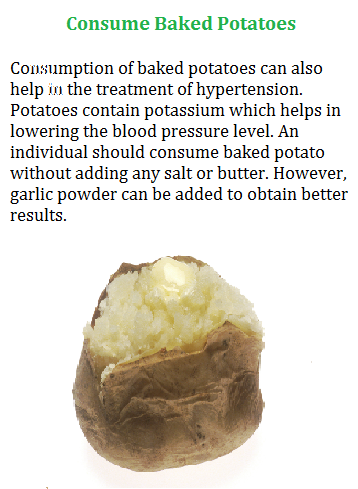 Consume Baked Potatoes
Consumption of baked potatoes can also
help in the treatment of hypertension.
Potatoes contain potassium which helps in
lowering the blood pressure level. An
individual should consume baked potato
without adding any salt or butter. However,
garlic powder can be added to obtain better
results.